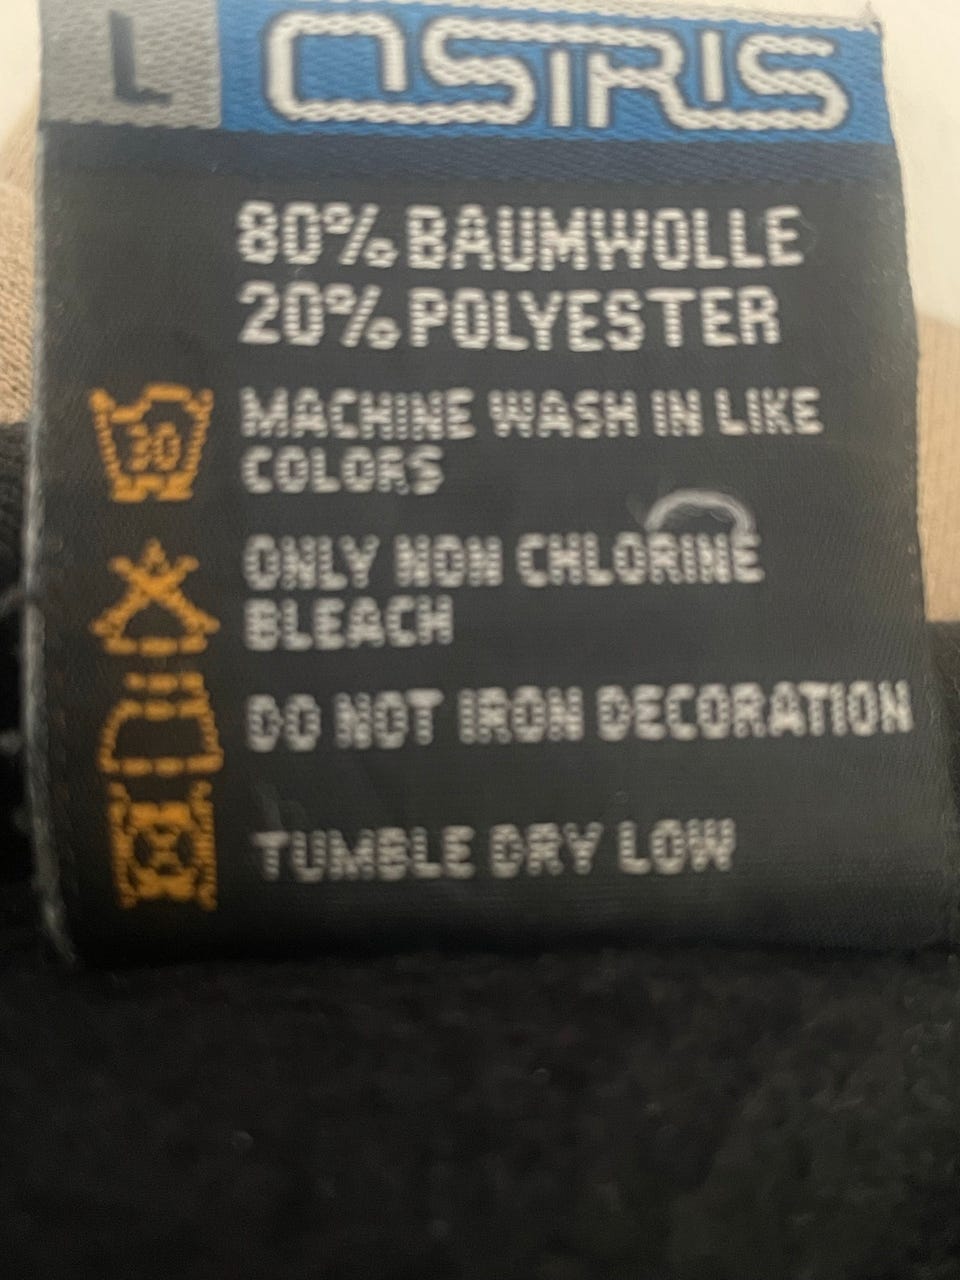 L OSIRIS
80% BAUMWOLLE
20% POLYESTER
MACHINE WASH IN LIKE
COLORS
ONLY NON CHLORINE
BLEACH
DO NOT IRON DECORATION
TUMBLE DRY LOW